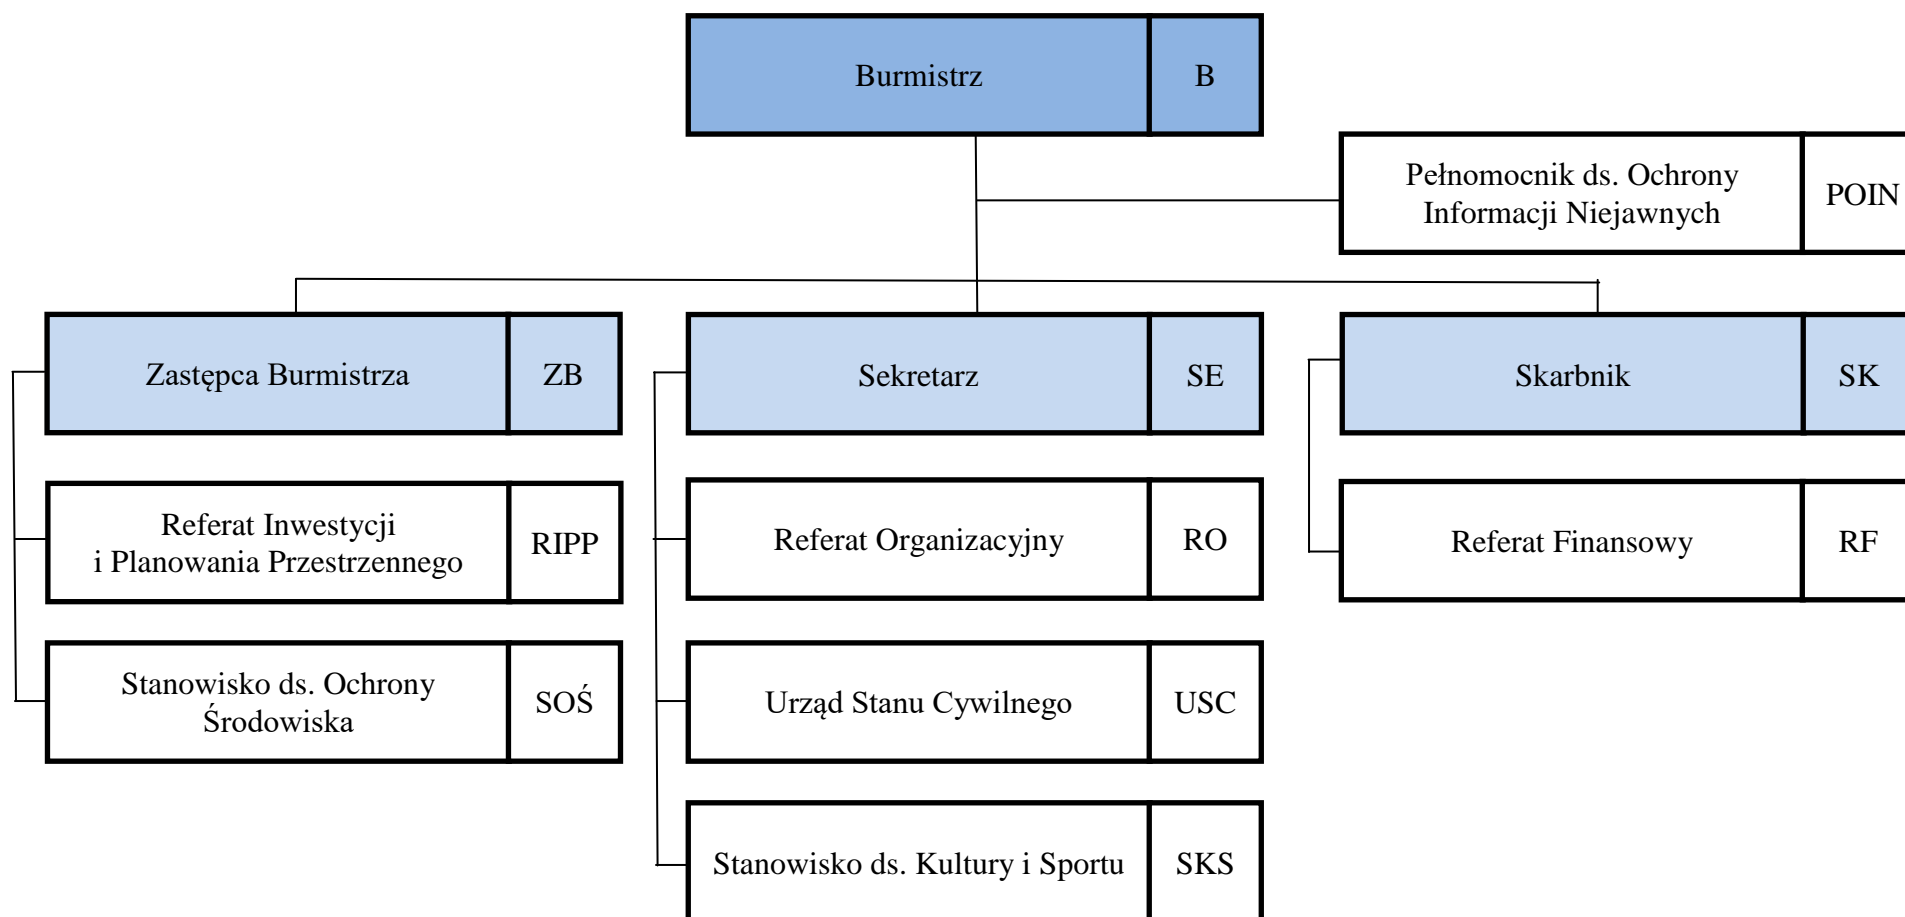 Burmistrz B
Pełnomocnik ds. Ochrony
Informacji Niejawnych
POIN
Zastępca Burmistrza ZB
Sekretarz SE
Skarbnik SK
Referat Inwestycji
i Planowania Przestrzennego
RIPP
Referat Organizacyjny RO
Referat Finansowy RF
Stanowisko ds. Ochrony
Środowiska
SOŚ
Urząd Stanu Cywilnego USC
Stanowisko ds. Kultury i Sportu SKS